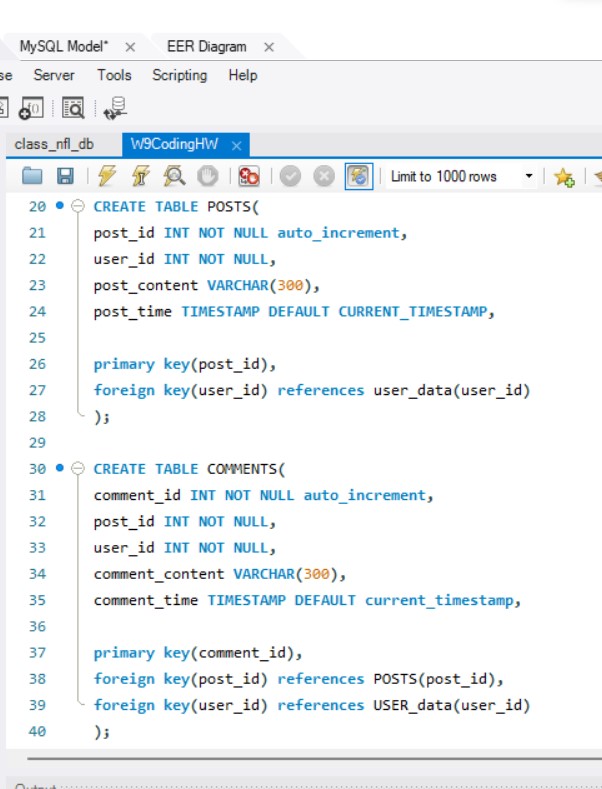 MySQL Model* × EER Diagram ×
Server Tools Scripting Help
class_nfl_db W9CodingHW ×
Limit to 1000 rows
20 CREATE TABLE POSTS(
21 post_id INT NOT NULL auto_increment,
22 user_id INT NOT NULL,
23 post_content VARCHAR(300),
24 post_time TIMESTAMP DEFAULT CURRENT_TIMESTAMP,
25
26 primary key(post_id),
27 foreign key(user_id) references user_data(user_id)
28 );
29
30 CREATE TABLE COMMENTS(
31 comment_id INT NOT NULL auto_increment,
32 post_id INT NOT NULL,
33 user_id INT NOT NULL,
34 comment_content VARCHAR(300),
35 comment_time TIMESTAMP DEFAULT current_timestamp,
36
37 primary key(comment_id),
38 foreign key(post_id) references POSTS(post_id),
39 foreign key(user_id) references USER_data(user_id)
40 );